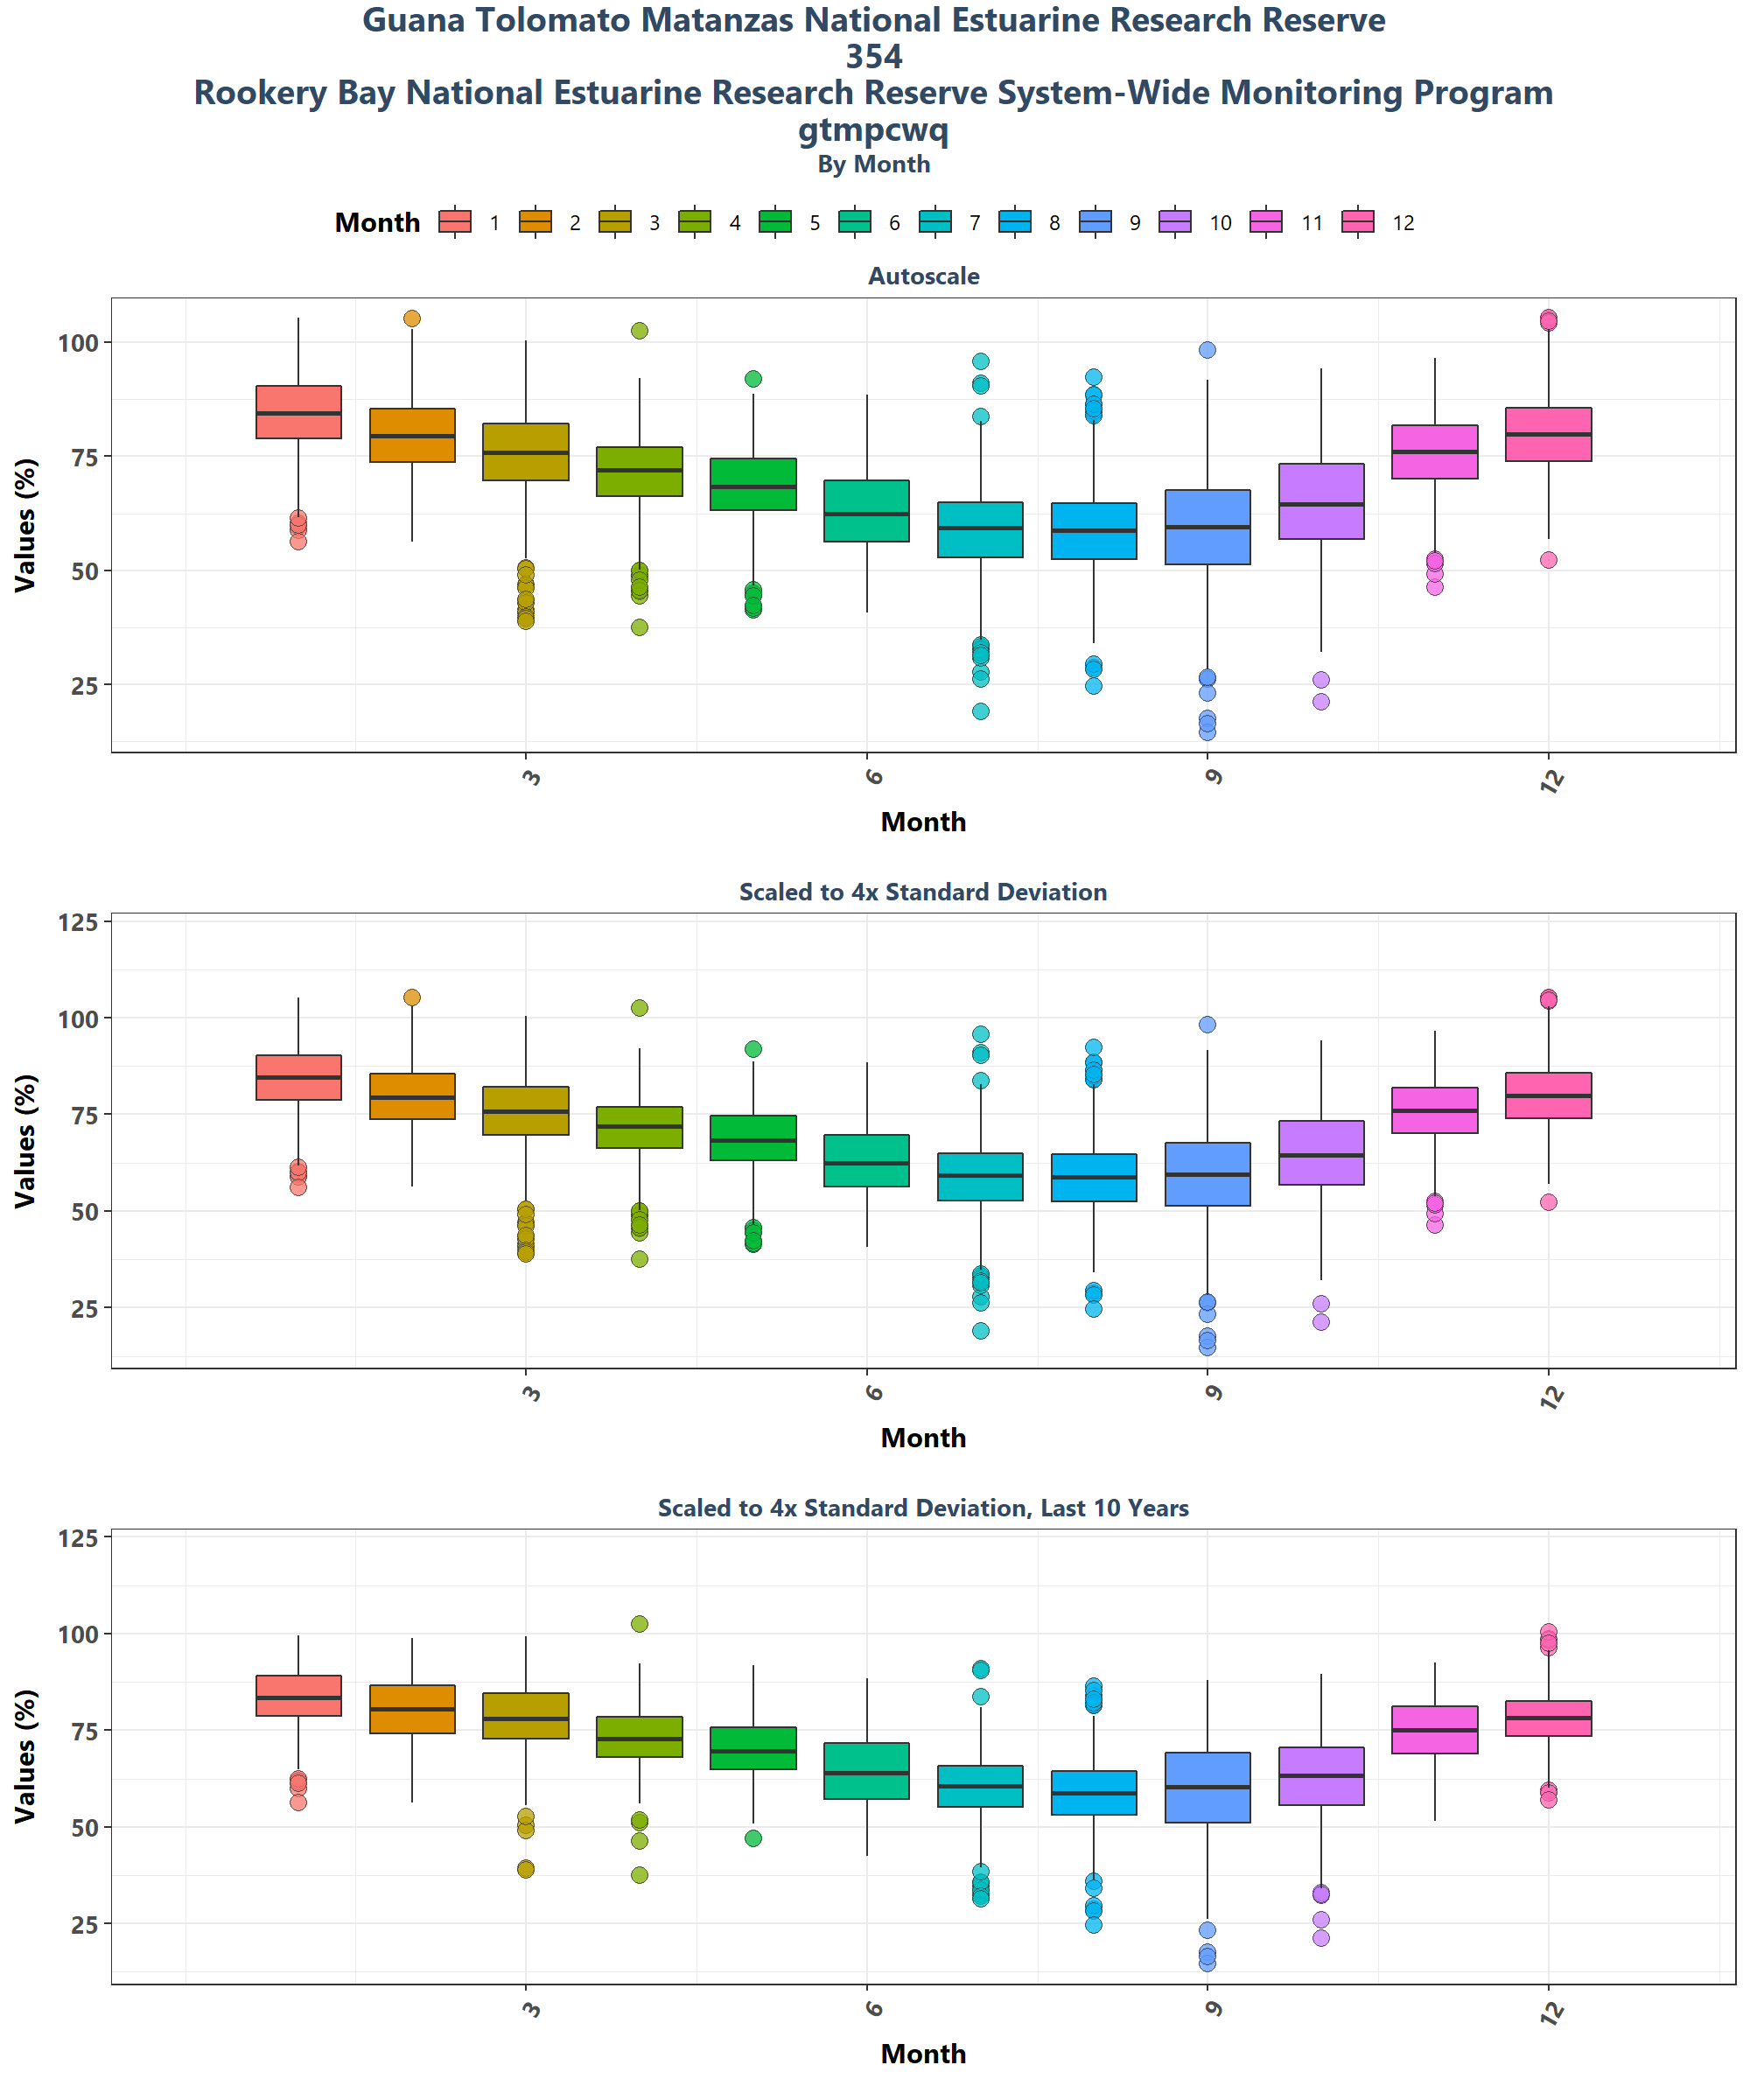 Guana Tolomato Matanzas National Estuarine Research Reserve
354
Rookery Bay National Estuarine Research Reserve System-Wide Monitoring Program
gtmpcwq
By Month
Month 1 2 3 4 5 6 7 8 9 10 11 12
Autoscale
Values (%)
100
75
50
25
3 6 9 12
Month
Scaled to 4x Standard Deviation
Values (%)
125
100
75
50
25
3 6 9 12
Month
Scaled to 4x Standard Deviation, Last 10 Years
Values (%)
125
100
75
50
25
3 6 9 12
Month